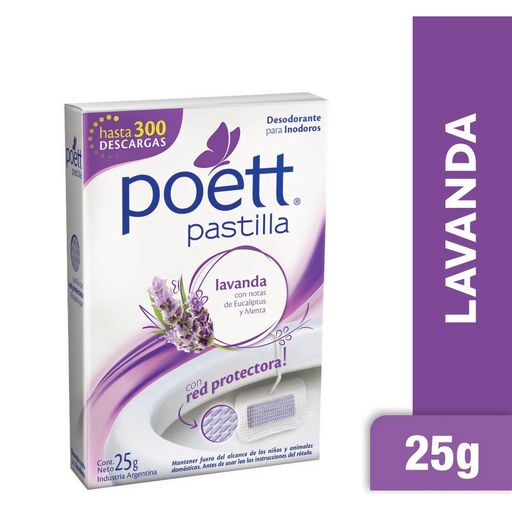 hasta 300
DESCARGAS
Desodorante
para Inodoros
poett®
pastilla
lavanda
con notas
de Eucaliptus
y Menta
con
red protectora!
Cont.
Neto 25g
Industria Argentina
Mantener fuera del alcance de los niños y animales
domésticos. Antes de usar lea las instrucciones del rótulo.
poett
pastilla
LAVANDA
25g